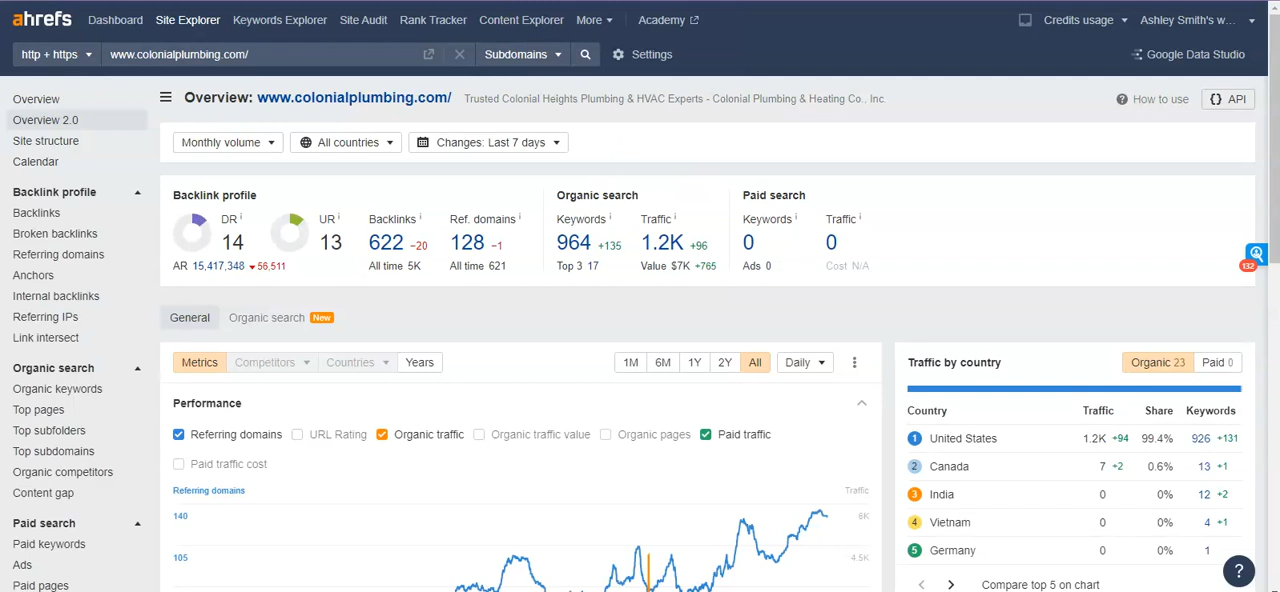 ahrefs Dashboard Site Explorer Keywords Explorer Site Audit Rank Tracker Content Explorer More Academy Credits usage Ashley Smith's w...
http + https www.colonialplumbing.com/ Subdomains Settings Google Data Studio
Overview
Overview 2.0
Site structure
Calendar
Backlink profile
Backlinks
Broken backlinks
Referring domains
Anchors
Internal backlinks
Referring IPs
Link intersect
Organic search
Organic keywords
Top pages
Top subfolders
Top subdomains
Organic competitors
Content gap
Paid search
Paid keywords
Ads
Paid pages
Overview: www.colonialplumbing.com/ Trusted Colonial Heights Plumbing & HVAC Experts - Colonial Plumbing & Heating Co., Inc. ? How to use {} API
Monthly volume All countries Changes: Last 7 days
Backlink profile Organic search Paid search
DR i UR i Backlinks i Ref. domains i Keywords i Traffic i Keywords i Traffic i
14 13 622 −20 128 −1 964 +135 1.2K +96 0 0
AR 15,417,348 56,511 All time 5K All time 621 Top 3 17 Value $7K +765 Ads 0 Cost N/A
132
General Organic search New
Metrics Competitors Countries Years 1M 6M 1Y 2Y All Daily
Performance
Referring domains URL Rating Organic traffic Organic traffic value Organic pages Paid traffic
Paid traffic cost
Referring domains Traffic
140 6K
105 4.5K
Traffic by country Organic 23 Paid 0
Country Traffic Share Keywords
1 United States 1.2K +94 99.4% 926 +131
2 Canada 7 +2 0.6% 13 +1
3 India 0 0% 12 +2
4 Vietnam 0 0% 4 +1
5 Germany 0 0% 1
Compare top 5 on chart
?